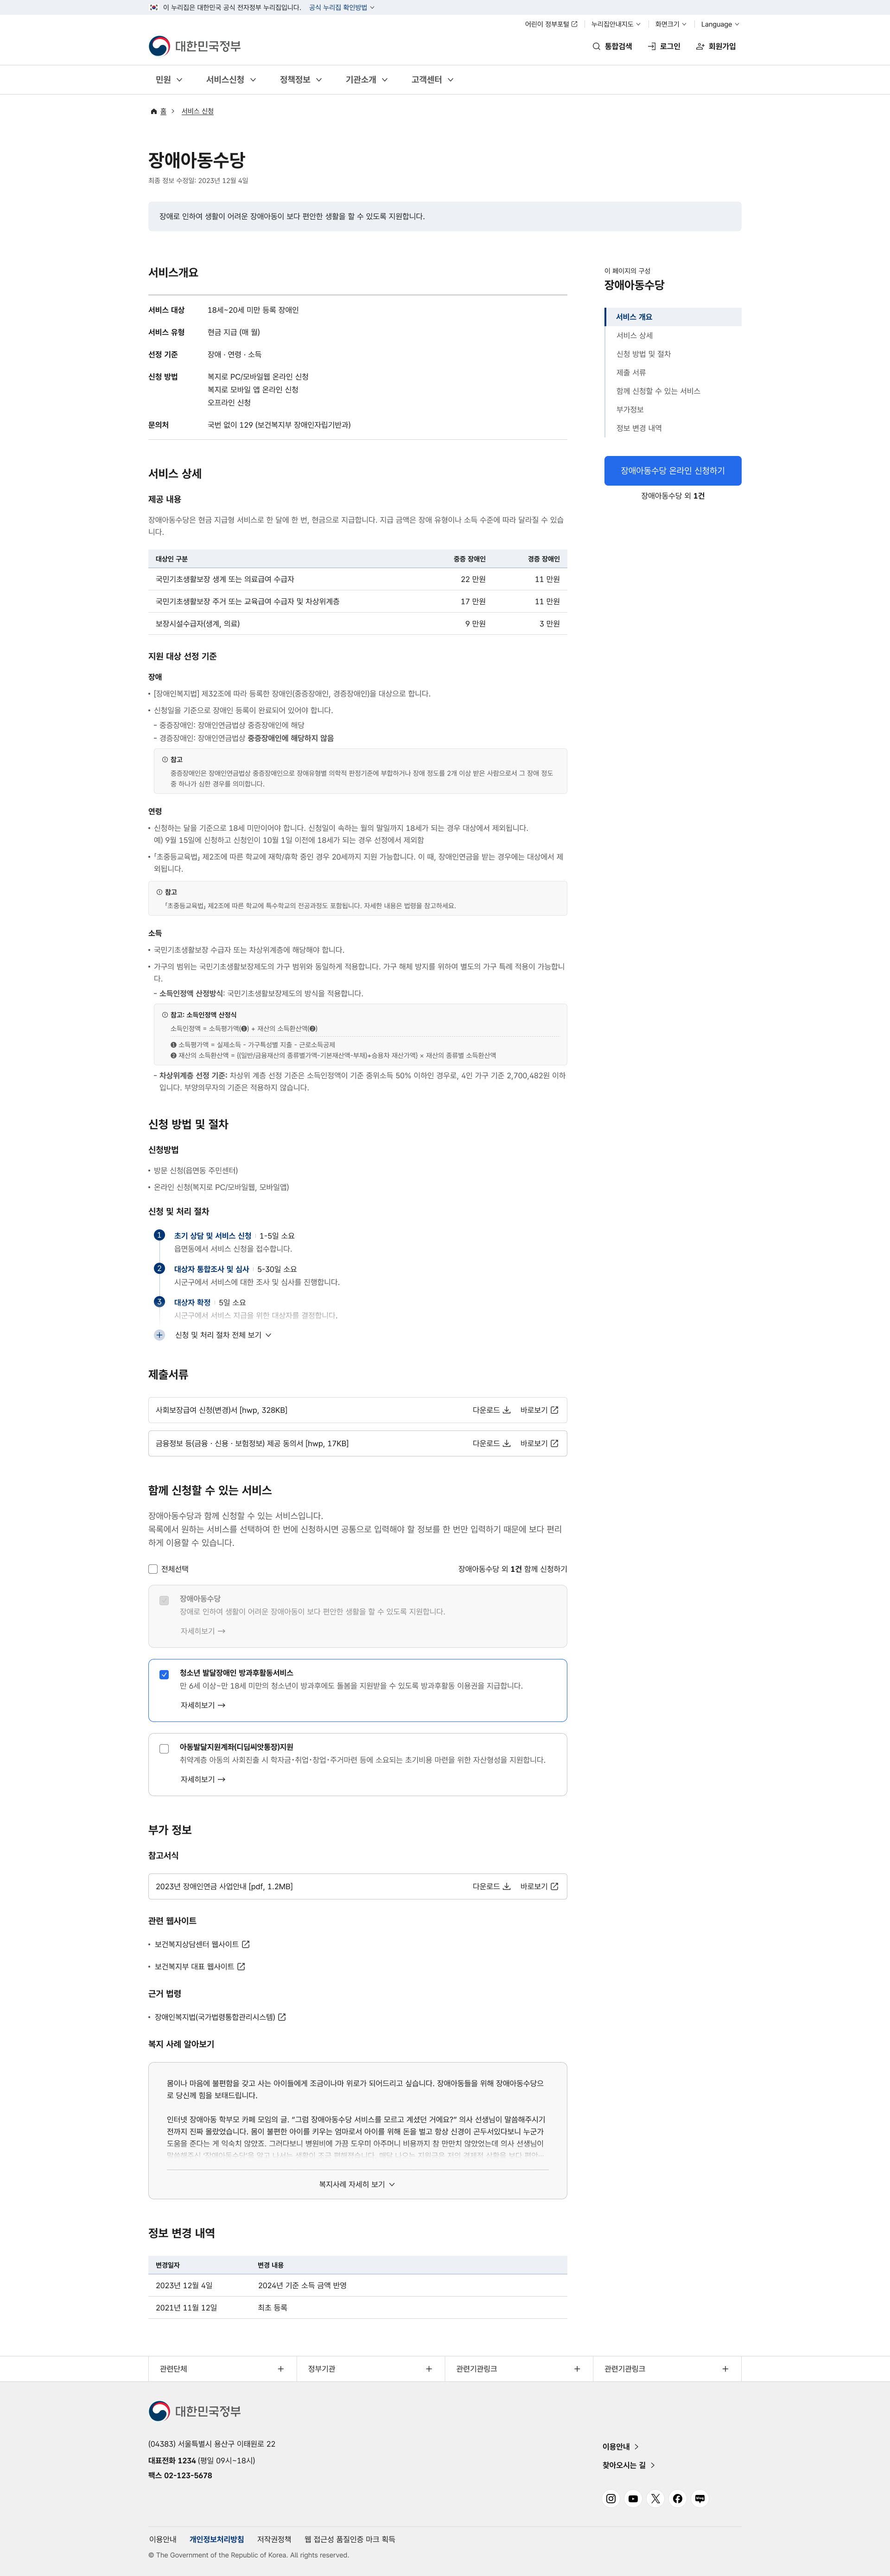 이 누리집은 대한민국 공식 전자정부 누리집입니다. 공식 누리집 확인방법
어린이 정부포털 누리집안내지도 화면크기 Language
대한민국정부 통합검색 로그인 회원가입
민원 서비스신청 정책정보 기관소개 고객센터
홈 서비스 신청
장애아동수당
최종 정보 수정일: 2023년 12월 4일
장애로 인하여 생활이 어려운 장애아동이 보다 편안한 생활을 할 수 있도록 지원합니다.
서비스개요
서비스 대상 18세~20세 미만 등록 장애인
서비스 유형 현금 지급 (매 월)
선정 기준 장애 · 연령 · 소득
신청 방법 복지로 PC/모바일웹 온라인 신청
복지로 모바일 앱 온라인 신청
오프라인 신청
문의처 국번 없이 129 (보건복지부 장애인자립기반과)
이 페이지의 구성
장애아동수당
서비스 개요
서비스 상세
신청 방법 및 절차
제출 서류
함께 신청할 수 있는 서비스
부가정보
정보 변경 내역
장애아동수당 온라인 신청하기
장애아동수당 외 1건
서비스 상세
제공 내용
장애아동수당은 현금 지급형 서비스로 한 달에 한 번, 현금으로 지급합니다. 지급 금액은 장애 유형이나 소득 수준에 따라 달라질 수 있습
니다.
대상인 구분 중증 장애인 경증 장애인
국민기초생활보장 생계 또는 의료급여 수급자 22 만원 11 만원
국민기초생활보장 주거 또는 교육급여 수급자 및 차상위계층 17 만원 11 만원
보장시설수급자(생계, 의료) 9 만원 3 만원
지원 대상 선정 기준
장애
• [장애인복지법] 제32조에 따라 등록한 장애인(중증장애인, 경증장애인)을 대상으로 합니다.
• 신청일을 기준으로 장애인 등록이 완료되어 있어야 합니다.
- 중증장애인: 장애인연금법상 중증장애인에 해당
- 경증장애인: 장애인연금법상 중증장애인에 해당하지 않음
참고
중증장애인은 장애인연금법상 중증장애인으로 장애유형별 의학적 판정기준에 부합하거나 장애 정도를 2개 이상 받은 사람으로서 그 장애 정도
중 하나가 심한 경우를 의미합니다.
연령
• 신청하는 달을 기준으로 18세 미만이어야 합니다. 신청일이 속하는 월의 말일까지 18세가 되는 경우 대상에서 제외됩니다.
예) 9월 15일에 신청하고 신청인이 10월 1일 이전에 18세가 되는 경우 선정에서 제외함
• 「초중등교육법」 제2조에 따른 학교에 재학/휴학 중인 경우 20세까지 지원 가능합니다. 이 때, 장애인연금을 받는 경우에는 대상에서 제
외됩니다.
참고
「초중등교육법」 제2조에 따른 학교에 특수학교의 전공과정도 포함됩니다. 자세한 내용은 법령을 참고하세요.
소득
• 국민기초생활보장 수급자 또는 차상위계층에 해당해야 합니다.
• 가구의 범위는 국민기초생활보장제도의 가구 범위와 동일하게 적용합니다. 가구 해체 방지를 위하여 별도의 가구 특례 적용이 가능합니
다.
- 소득인정액 산정방식: 국민기초생활보장제도의 방식을 적용합니다.
참고: 소득인정액 산정식
소득인정액 = 소득평가액(❶) + 재산의 소득환산액(❷)
❶ 소득평가액 = 실제소득 - 가구특성별 지출 - 근로소득공제
❷ 재산의 소득환산액 = ((일반/금융재산의 종류별가액-기본재산액-부채)+승용차 재산가액) × 재산의 종류별 소득환산액
- 차상위계층 선정 기준: 차상위 계층 선정 기준은 소득인정액이 기준 중위소득 50% 이하인 경우로, 4인 가구 기준 2,700,482원 이하
입니다. 부양의무자의 기준은 적용하지 않습니다.
신청 방법 및 절차
신청방법
• 방문 신청(읍면동 주민센터)
• 온라인 신청(복지로 PC/모바일웹, 모바일앱)
신청 및 처리 절차
1 초기 상담 및 서비스 신청 1-5일 소요
읍면동에서 서비스 신청을 접수합니다.
2 대상자 통합조사 및 심사 5-30일 소요
시군구에서 서비스에 대한 조사 및 심사를 진행합니다.
3 대상자 확정 5일 소요
시군구에서 서비스 지급을 위한 대상자를 결정합니다.
신청 및 처리 절차 전체 보기
제출서류
사회보장급여 신청(변경)서 [hwp, 328KB] 다운로드 바로보기
금융정보 등(금융 · 신용 · 보험정보) 제공 동의서 [hwp, 17KB] 다운로드 바로보기
함께 신청할 수 있는 서비스
장애아동수당과 함께 신청할 수 있는 서비스입니다.
목록에서 원하는 서비스를 선택하여 한 번에 신청하시면 공통으로 입력해야 할 정보를 한 번만 입력하기 때문에 보다 편리
하게 이용할 수 있습니다.
전체선택 장애아동수당 외 1건 함께 신청하기
장애아동수당
장애로 인하여 생활이 어려운 장애아동이 보다 편안한 생활을 할 수 있도록 지원합니다.
자세히보기
청소년 발달장애인 방과후활동서비스
만 6세 이상~만 18세 미만의 청소년이 방과후에도 돌봄을 지원받을 수 있도록 방과후활동 이용권을 지급합니다.
자세히보기
아동발달지원계좌(디딤씨앗통장)지원
취약계층 아동의 사회진출 시 학자금·취업·창업·주거마련 등에 소요되는 초기비용 마련을 위한 자산형성을 지원합니다.
자세히보기
부가 정보
참고서식
2023년 장애인연금 사업안내 [pdf, 1.2MB] 다운로드 바로보기
관련 웹사이트
• 보건복지상담센터 웹사이트
• 보건복지부 대표 웹사이트
근거 법령
• 장애인복지법(국가법령통합관리시스템)
복지 사례 알아보기
몸이나 마음에 불편함을 갖고 사는 아이들에게 조금이나마 위로가 되어드리고 싶습니다. 장애아동들을 위해 장애아동수당으
로 당신께 힘을 보태드립니다.
인터넷 장애아동 학부모 카페 모임의 글. "그럼 장애아동수당 서비스를 모르고 계셨던 거에요?" 의사 선생님이 말씀해주시기
전까지 진짜 몰랐었습니다. 몸이 불편한 아이를 키우는 엄마로서 아이를 위해 돈을 벌고 항상 신경이 곤두서있다보니 누군가
도움을 준다는 게 익숙치 않았죠. 그러다보니 병원비에 가끔 도우미 아주머니 비용까지 참 만만치 않았었는데 의사 선생님이
복지사례 자세히 보기
정보 변경 내역
변경일자 변경 내용
2023년 12월 4일 2024년 기준 소득 금액 반영
2021년 11월 12일 최초 등록
관련단체 정부기관 관련기관링크 관련기관링크
대한민국정부
(04383) 서울특별시 용산구 이태원로 22
대표전화 1234 (평일 09시~18시)
팩스 02-123-5678
이용안내
찾아오시는 길
이용안내 개인정보처리방침 저작권정책 웹 접근성 품질인증 마크 획득
© The Government of the Republic of Korea. All rights reserved.